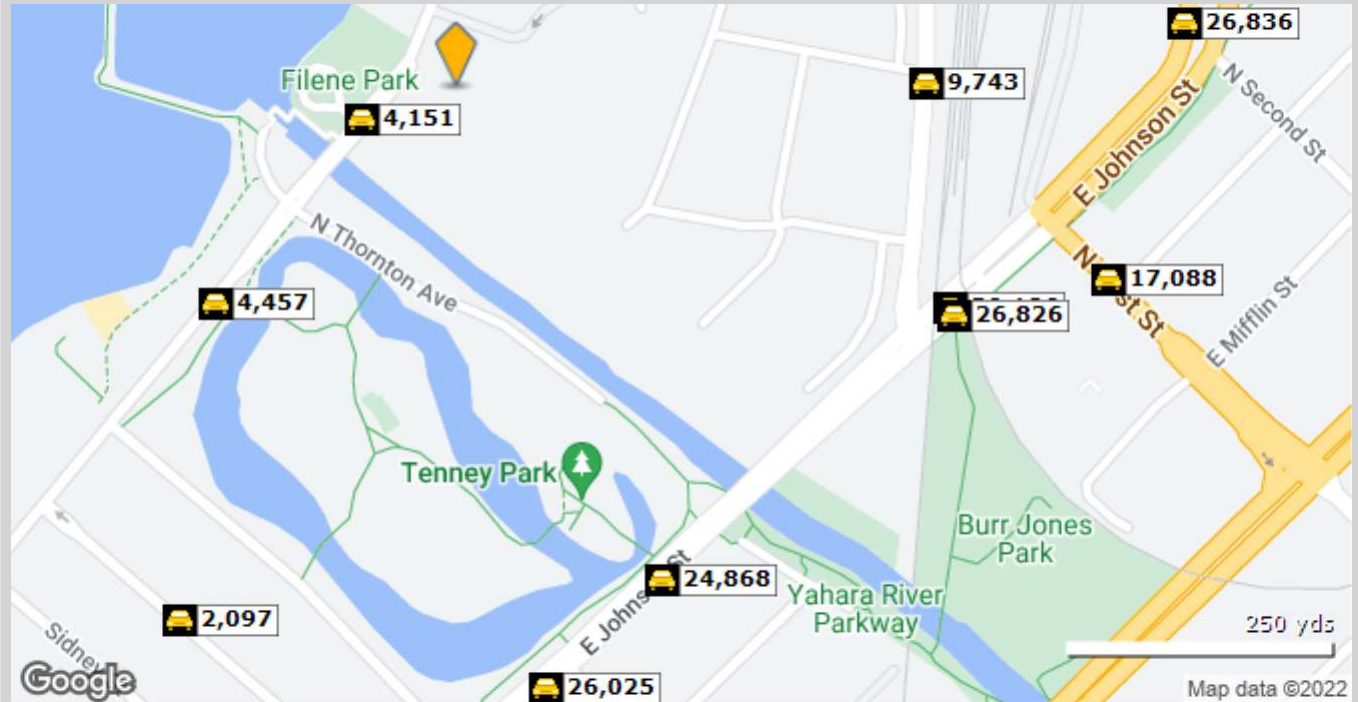 26,836
N Second St
Filene Park
9,743
4,151
E Johnson St
N Thornton Ave
17,088
4,457
26,826
st St
E Mifflin St
Tenney Park
Burr Jones
Park
24,868
Yahara River
Parkway
2,097
250 yds
E Johns
St
Sidney
26,025
Google
Map data ©2022